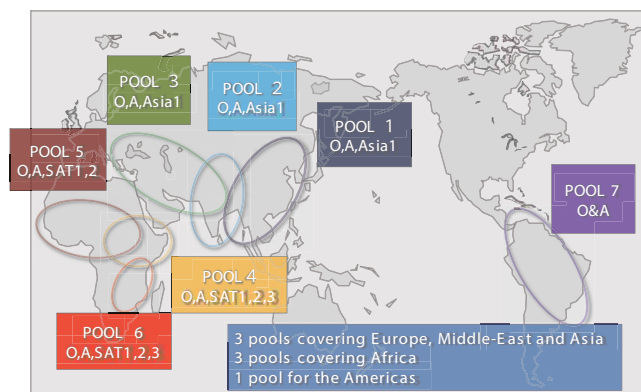 POOL 3
O,A,Asia1
POOL 2
O,A,Asia1
POOL 1
O,A,Asia1
POOL 5
O,A,SAT1,2
POOL 7
O&A
POOL 4
O,A,SAT1,2,3
POOL 6
O,A,SAT1,2,3
3 pools covering Europe, Middle-East and Asia
3 pools covering Africa
1 pool for the Americas